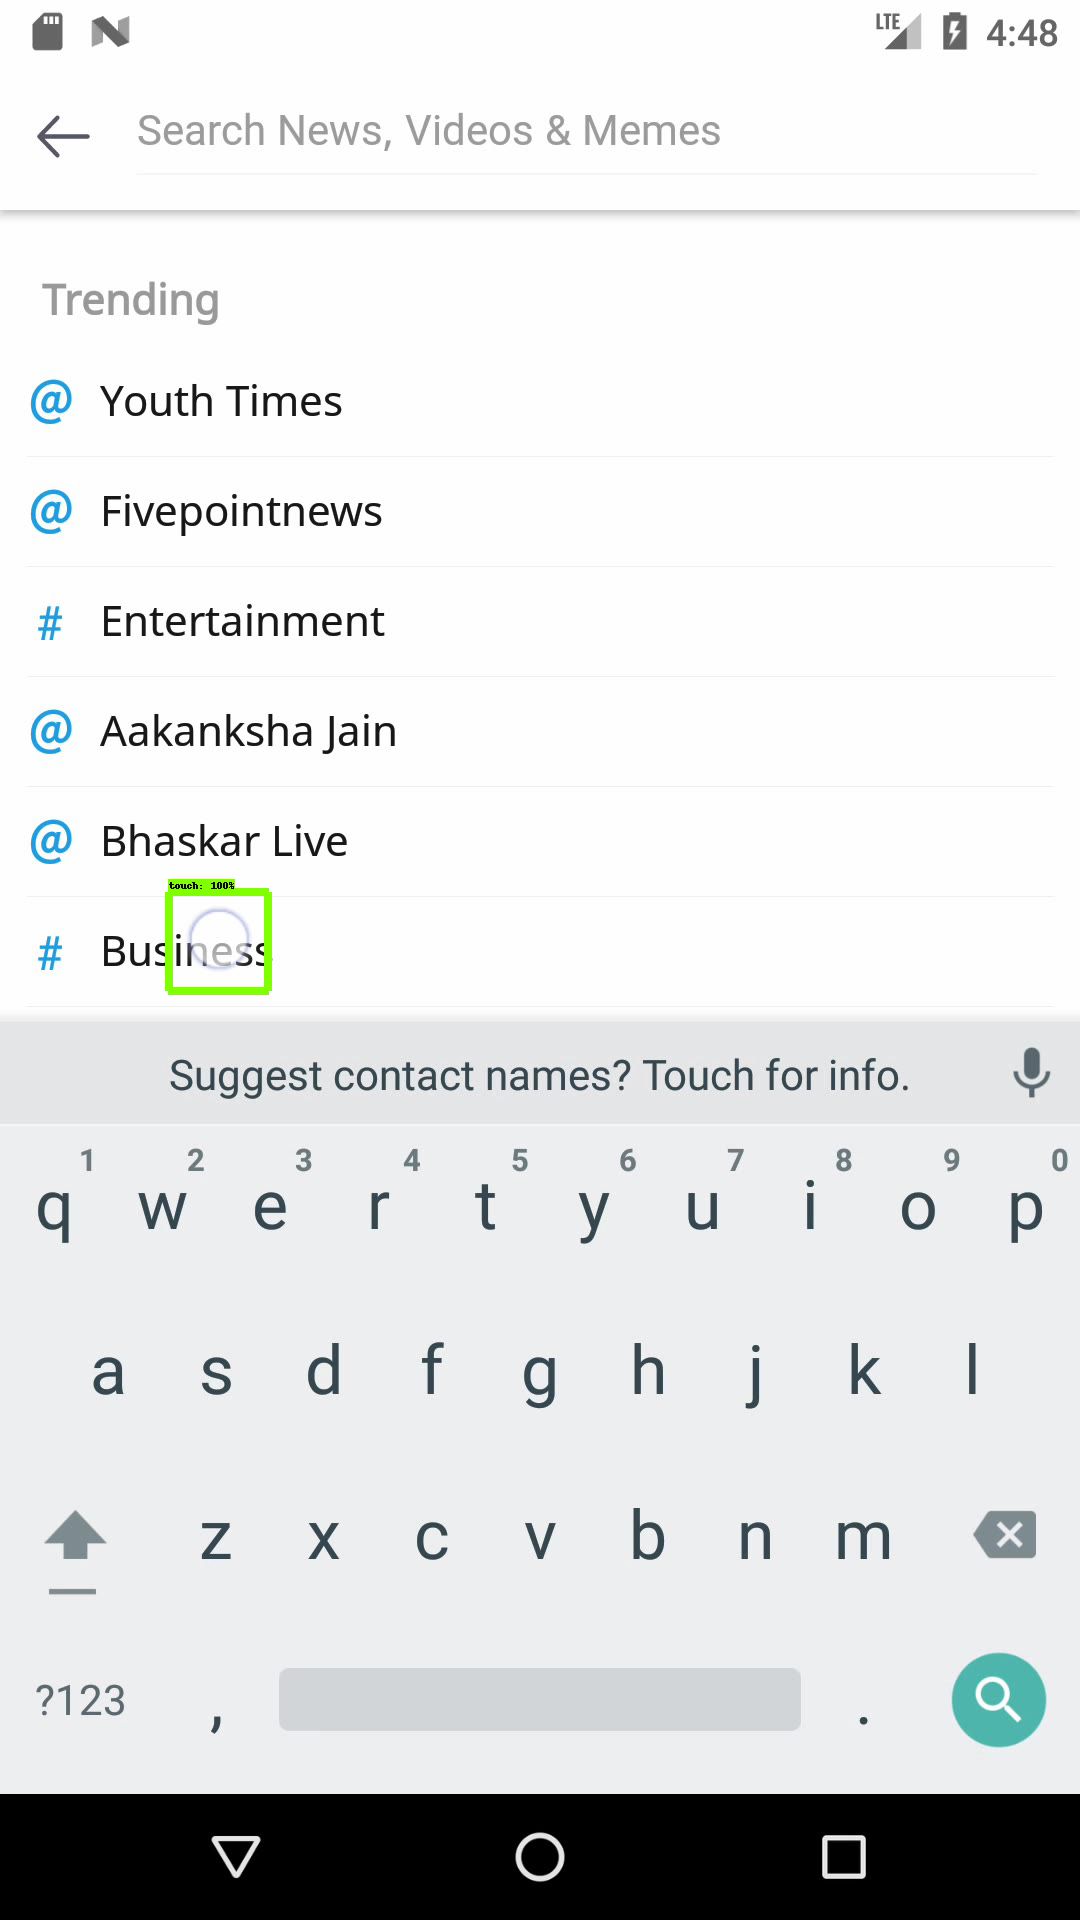 LTE 4:48
Search News, Videos & Memes
Trending
@ Youth Times
@ Fivepointnews
# Entertainment
@ Aakanksha Jain
@ Bhaskar Live
touch: 100%
# Business
Suggest contact names? Touch for info.
1 2 3 4 5 6 7 8 9 0
q w e r t y u i o p
a s d f g h j k l
z x c v b n m
?123 , .